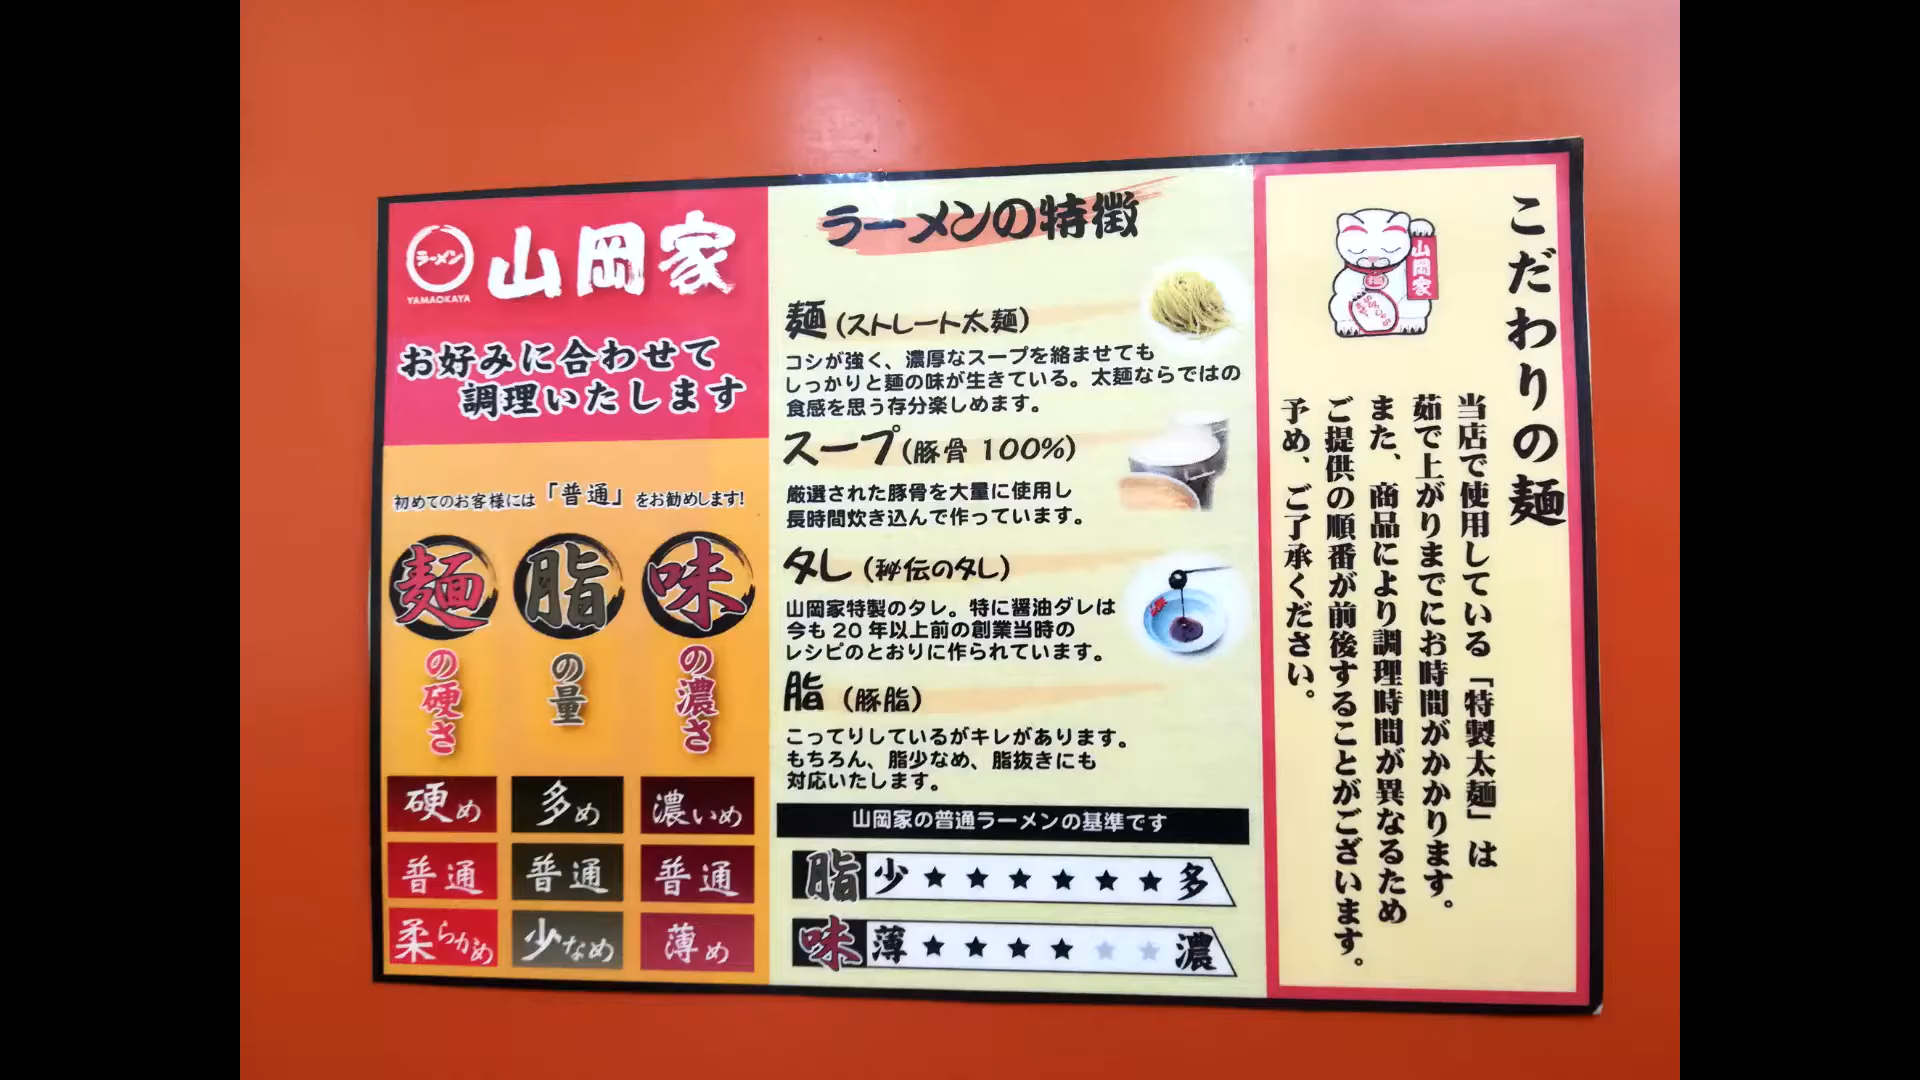 ラーメン
YAMAOKAYA
山岡家
お好みに合わせて
調理いたします
初めてのお客様には「普通」をお勧めします!
麺の硬さ
脂の量
味の濃さ
硬め 多め 濃いめ
普通 普通 普通
柔らかめ 少なめ 薄め
ラーメンの特徴
麺(ストレート太麺)
コシが強く、濃厚なスープを絡ませても
しっかりと麺の味が生きている。太麺ならではの
食感を思う存分楽しめます。
スープ(豚骨 100%)
厳選された豚骨を大量に使用し
長時間炊き込んで作っています。
タレ(秘伝のタレ)
山岡家特製のタレ。特に醤油ダレは
今も 20 年以上前の創業当時の
レシピのとおりに作られています。
脂(豚脂)
こってりしているがキレがあります。
もちろん、脂少なめ、脂抜きにも
対応いたします。
山岡家の普通ラーメンの基準です
脂 少 ★ ★ ★ ★ ★ ★ 多
味 薄 ★ ★ ★ ★ ★ ★ 濃
こだわりの麺
山岡家
当店で使用している「特製太麺」は
茹で上がりまでにお時間がかかります。
また、商品により調理時間が異なるため
ご提供の順番が前後することがございます。
予め、ご了承ください。